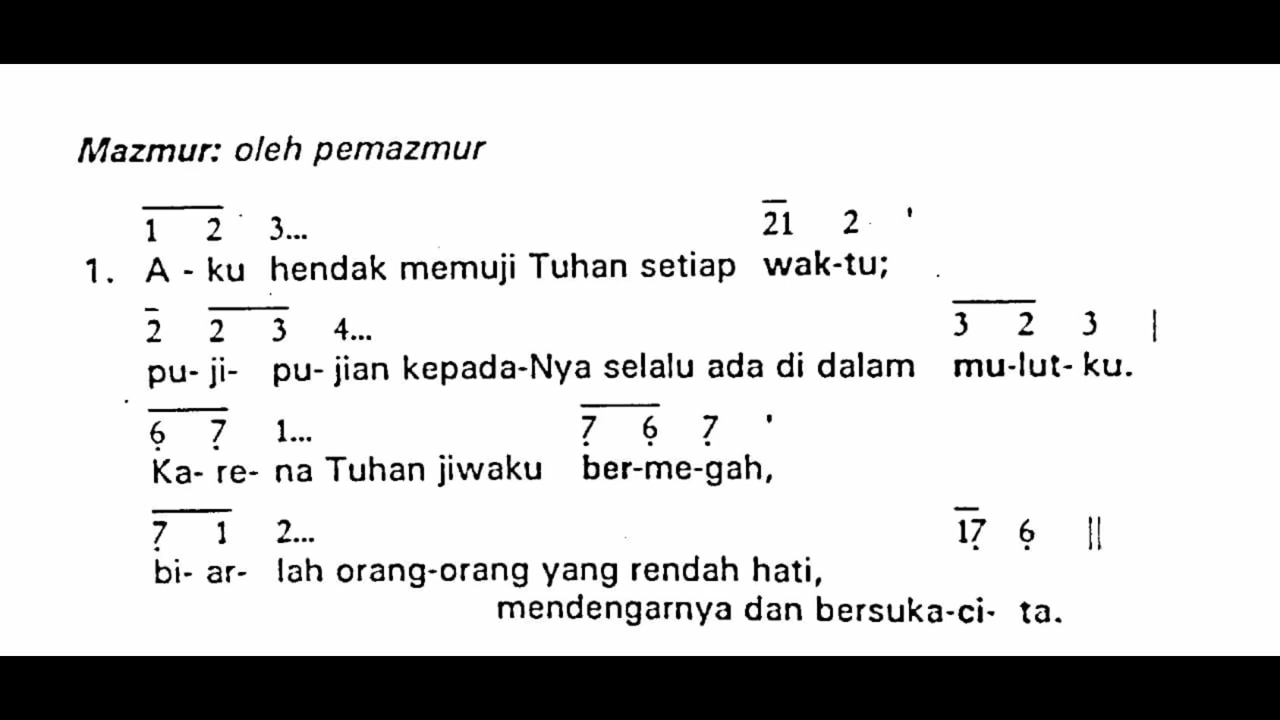 Mazmur: oleh pemazmur
1 2 3... 21 2 '
1. A - ku hendak memuji Tuhan setiap wak-tu;
2 2 3 4... 3 2 3 |
pu- ji- pu- jian kepada-Nya selalu ada di dalam mu-lut- ku.
6̣ 7̣ 1... 7̣ 6̣ 7̣ '
Ka- re- na Tuhan jiwaku ber-me-gah,
7̣ 1 2... 17̣ 6̣ ||
bi- ar- lah orang-orang yang rendah hati,
mendengarnya dan bersuka-ci- ta.